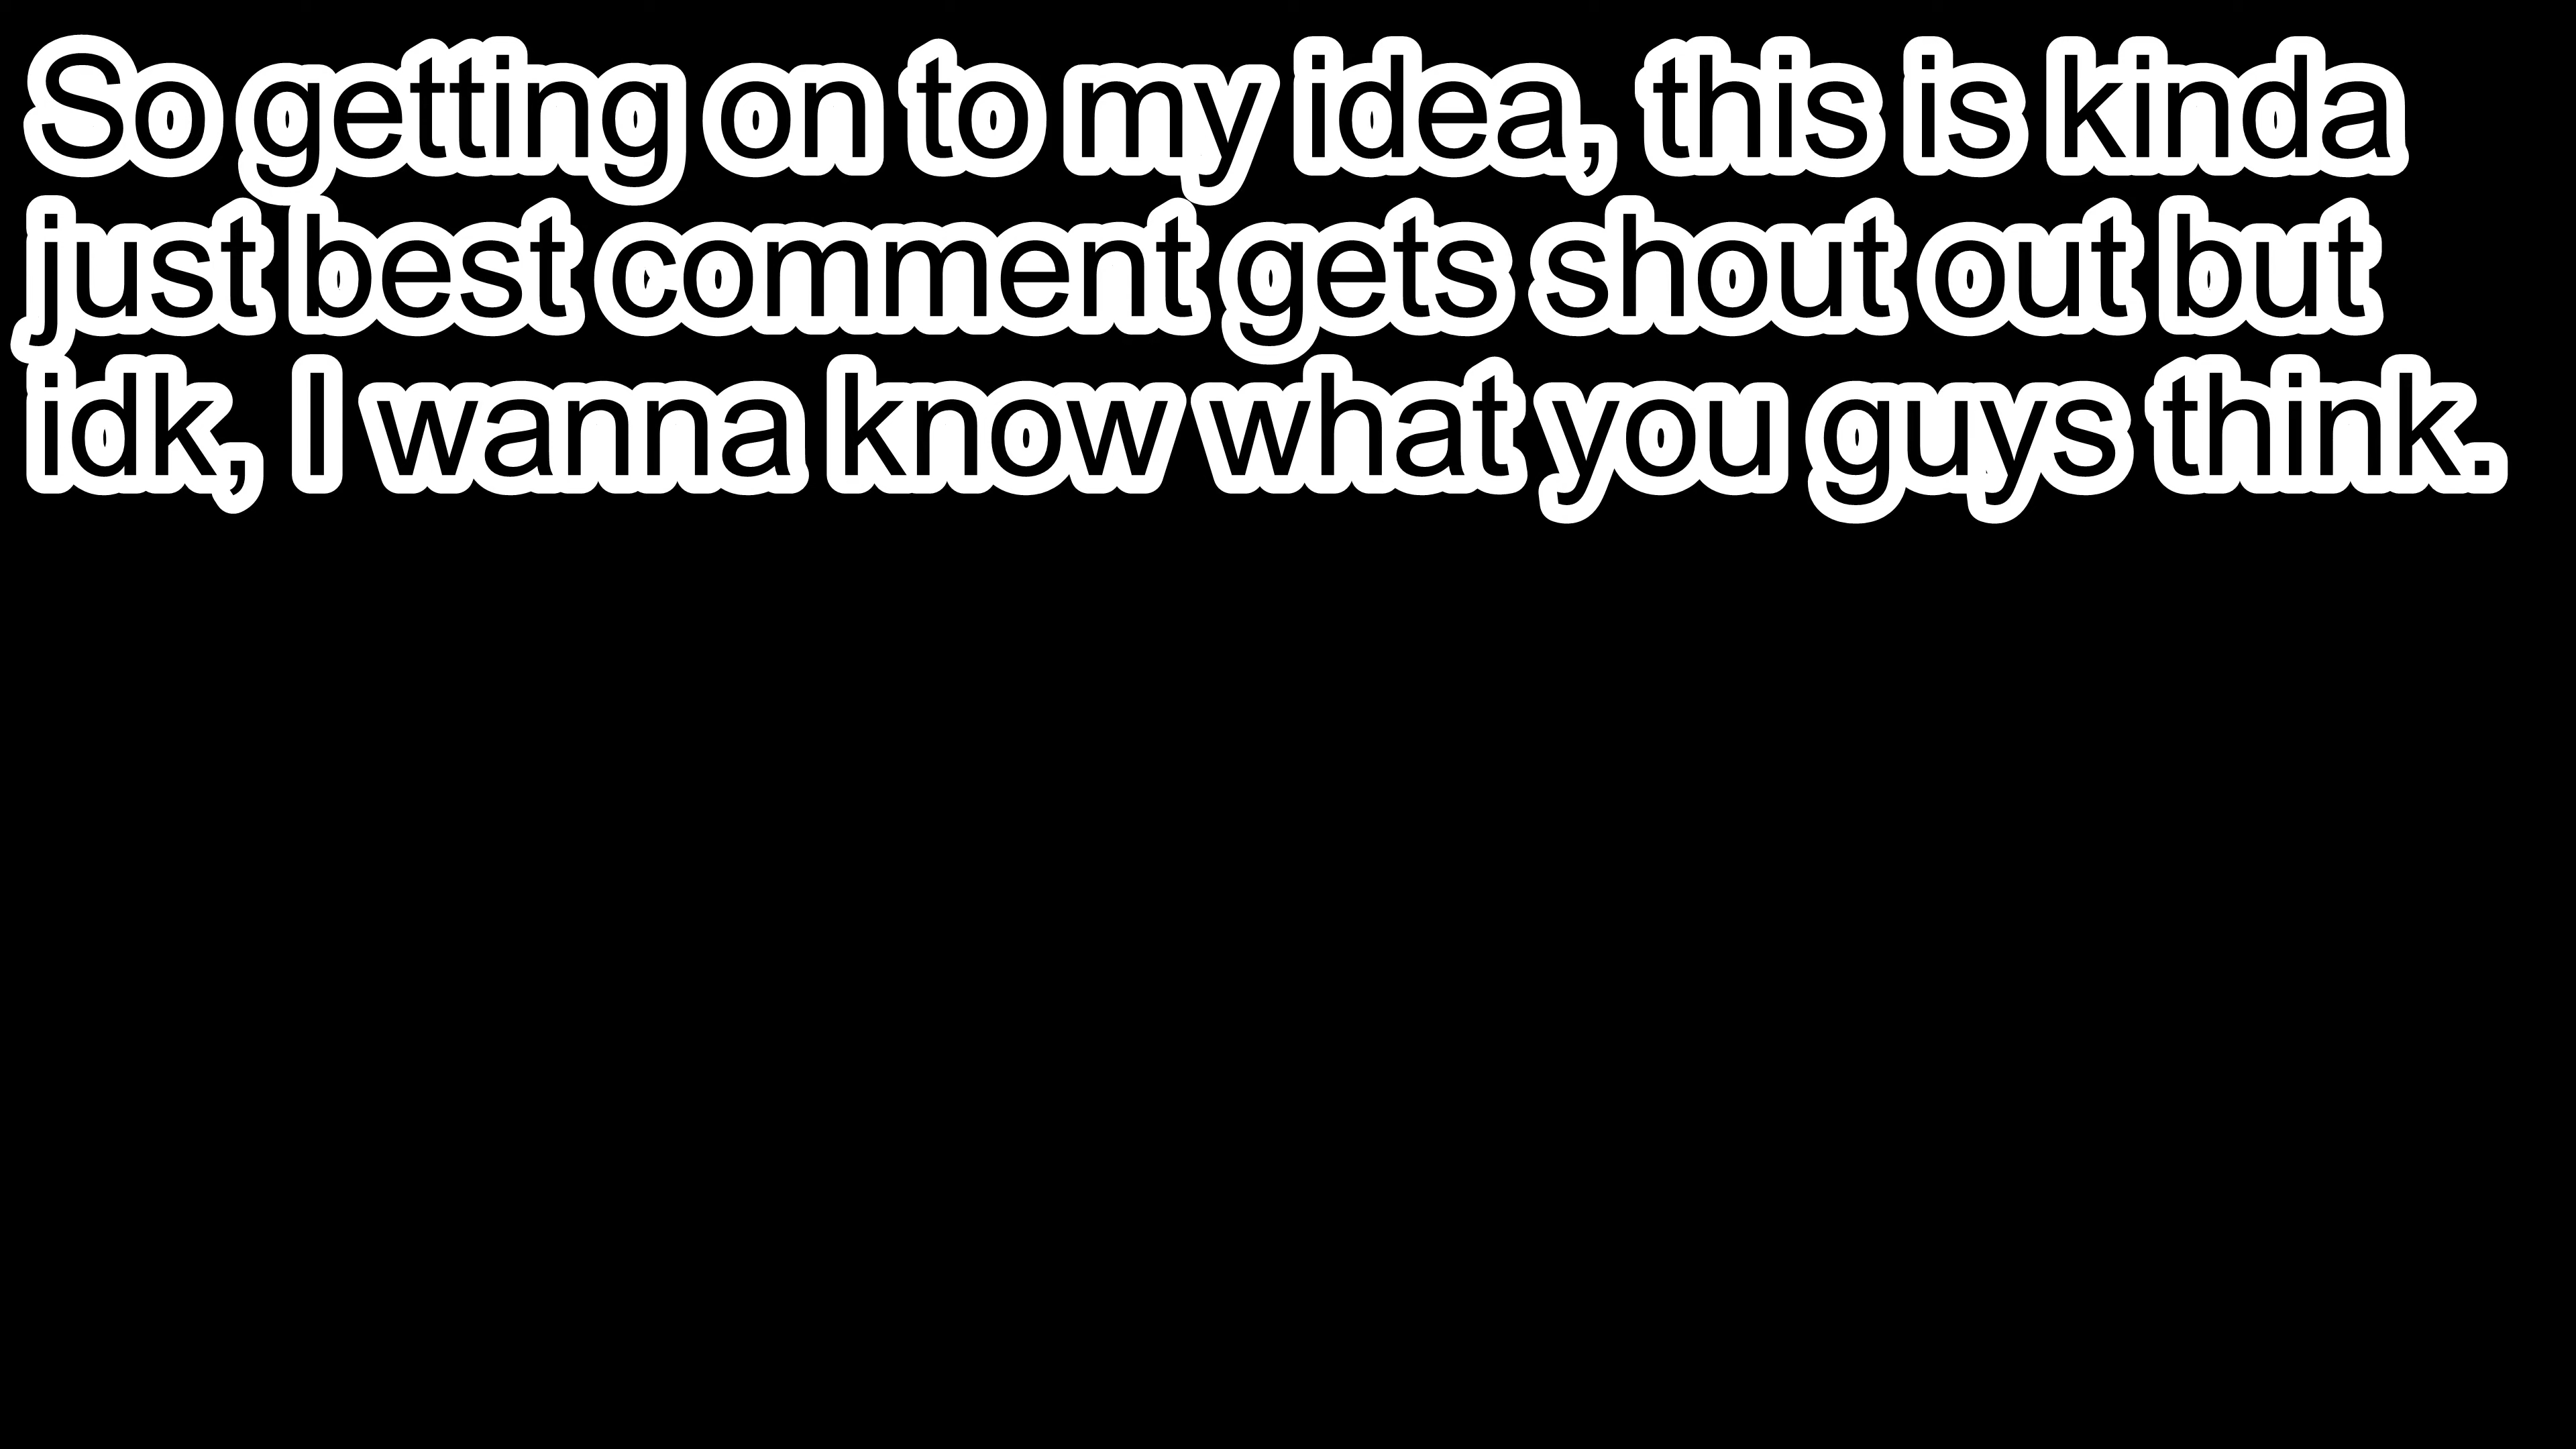 So getting on to my idea, this is kinda
just best comment gets shout out but
idk, I wanna know what you guys think.